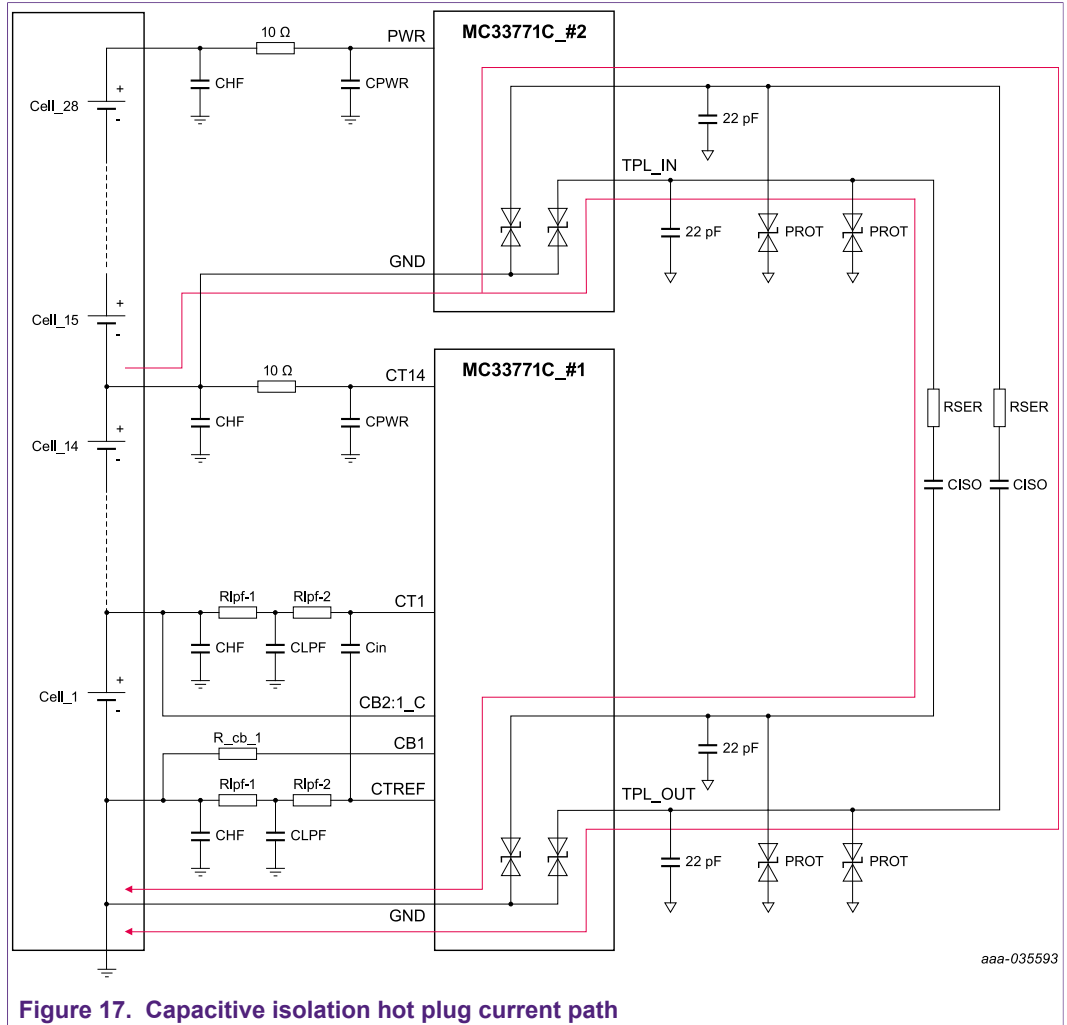 10 Ω
PWR
MC33771C_#2
CHF
CPWR
+
Cell_28
-
22 pF
TPL_IN
22 pF
PROT
PROT
GND
+
Cell_15
-
10 Ω
CT14
MC33771C_#1
CHF
CPWR
+
Cell_14
-
RSER
RSER
CISO
CISO
Rlpf-1
Rlpf-2
CT1
CHF
CLPF
Cin
+
Cell_1
-
CB2:1_C
R_cb_1
CB1
22 pF
Rlpf-1
Rlpf-2
CTREF
TPL_OUT
CHF
CLPF
22 pF
PROT
PROT
GND
aaa-035593
Figure 17. Capacitive isolation hot plug current path